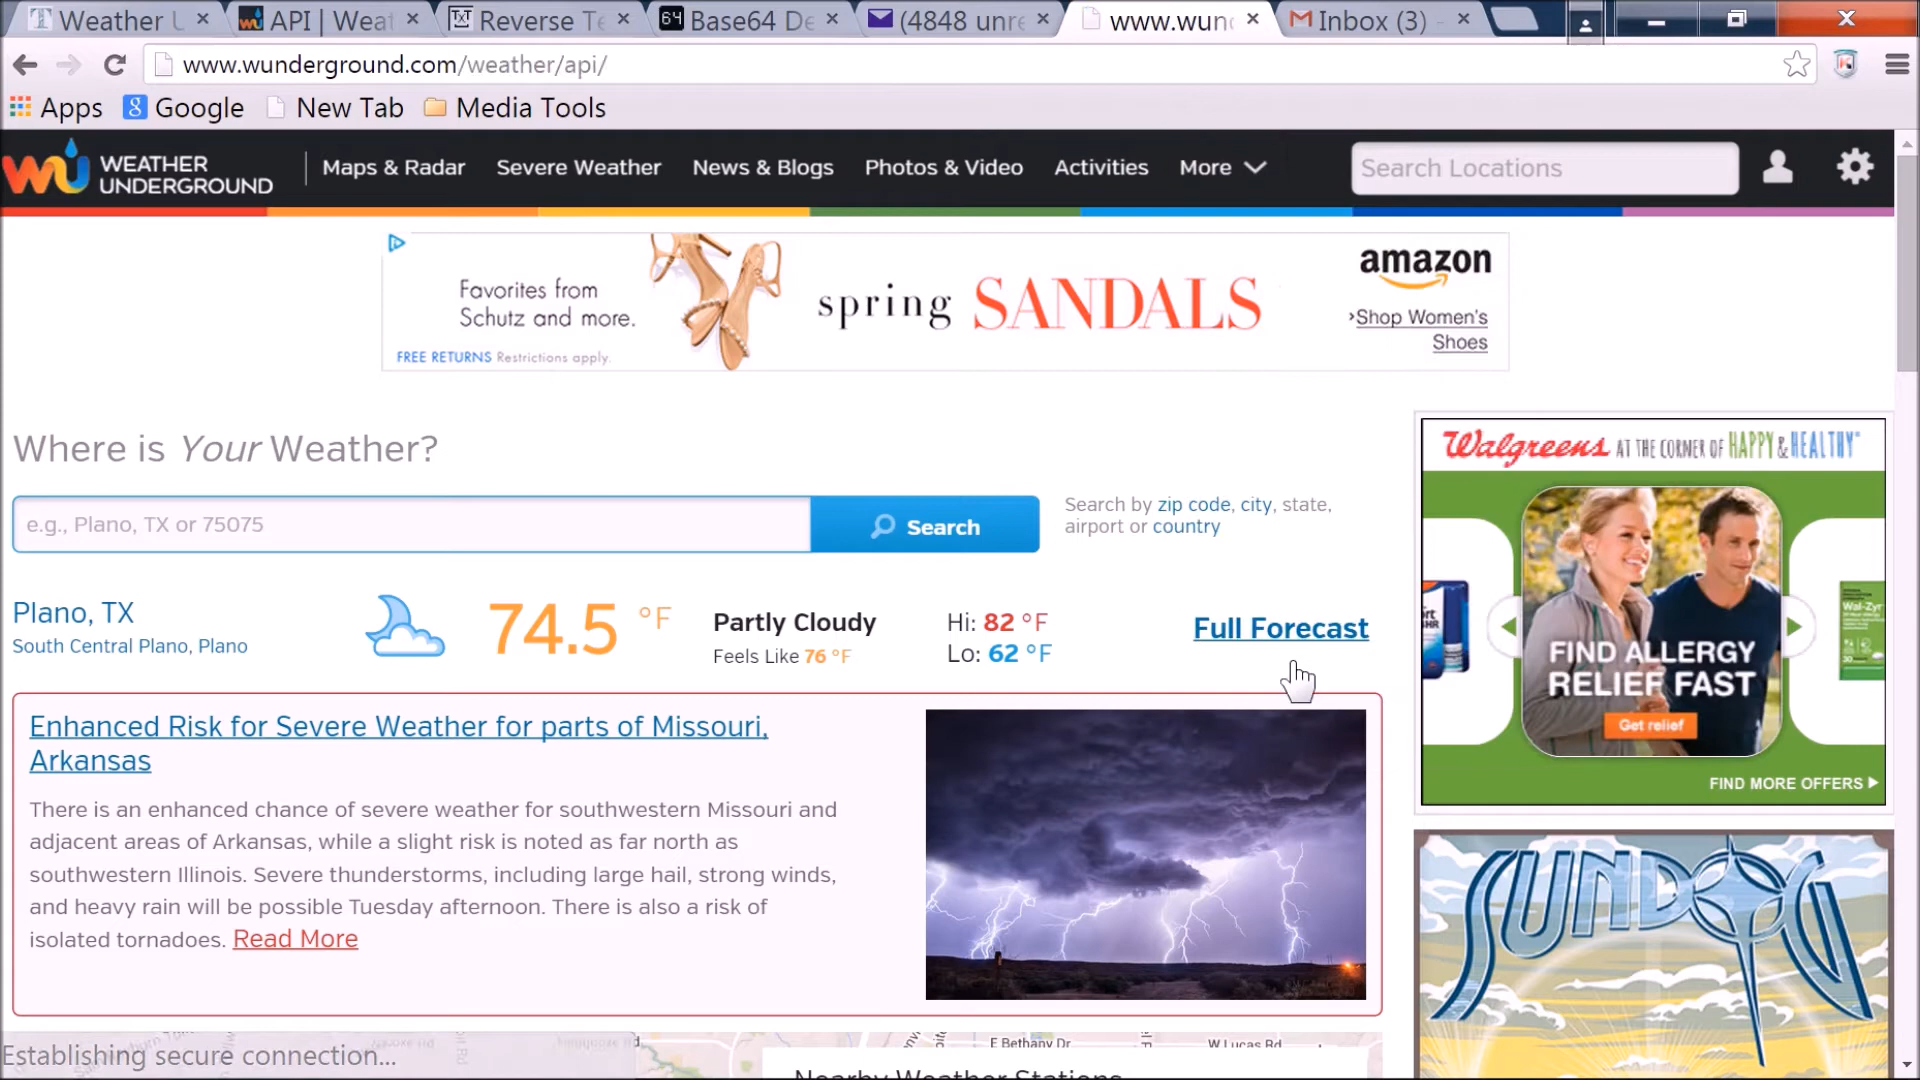 Weather U
API | Weat
Reverse Te
Base64 De
(4848 unre
www.wund
Inbox (3) -
www.wunderground.com/weather/api/
Apps
Google
New Tab
Media Tools
WEATHER
UNDERGROUND
Maps & Radar
Severe Weather
News & Blogs
Photos & Video
Activities
More
Search Locations
Favorites from
Schutz and more.
FREE RETURNS Restrictions apply.
spring SANDALS
amazon
›Shop Women's
Shoes
Where is Your Weather?
e.g., Plano, TX or 75075
Search
Search by zip code, city, state,
airport or country
Plano, TX
South Central Plano, Plano
74.5 °F
Partly Cloudy
Feels Like 76 °F
Hi: 82 °F
Lo: 62 °F
Full Forecast
Enhanced Risk for Severe Weather for parts of Missouri,
Arkansas
There is an enhanced chance of severe weather for southwestern Missouri and
adjacent areas of Arkansas, while a slight risk is noted as far north as
southwestern Illinois. Severe thunderstorms, including large hail, strong winds,
and heavy rain will be possible Tuesday afternoon. There is also a risk of
isolated tornadoes. Read More
Walgreens AT THE CORNER OF HAPPY & HEALTHY
Wal-Zyr
FIND ALLERGY
RELIEF FAST
Get relief
FIND MORE OFFERS
SUNDOG
Establishing secure connection...
E Bethany Dr
W Lucas Rd
Nearby Weather Stations